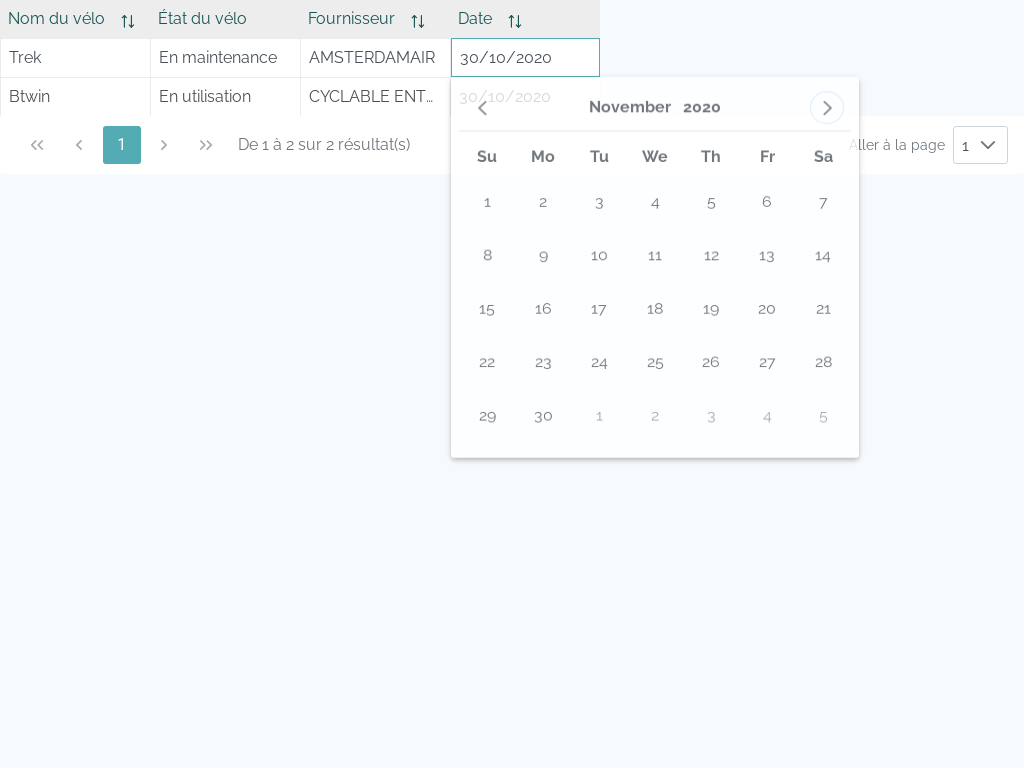 Nom du vélo État du vélo Fournisseur Date
Trek En maintenance AMSTERDAMAIR 30/10/2020
Btwin En utilisation CYCLABLE ENT... 30/10/2020
November 2020
1 De 1 à 2 sur 2 résultat(s) Aller à la page 1
Su Mo Tu We Th Fr Sa
1 2 3 4 5 6 7
8 9 10 11 12 13 14
15 16 17 18 19 20 21
22 23 24 25 26 27 28
29 30 1 2 3 4 5